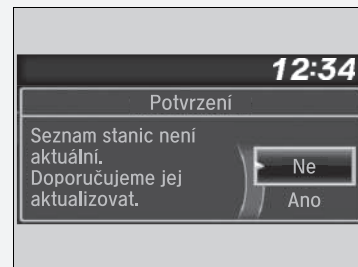 12:34
Potvrzení
Seznam stanic není
aktuální.
Doporučujeme jej
aktualizovat.
Ne
Ano